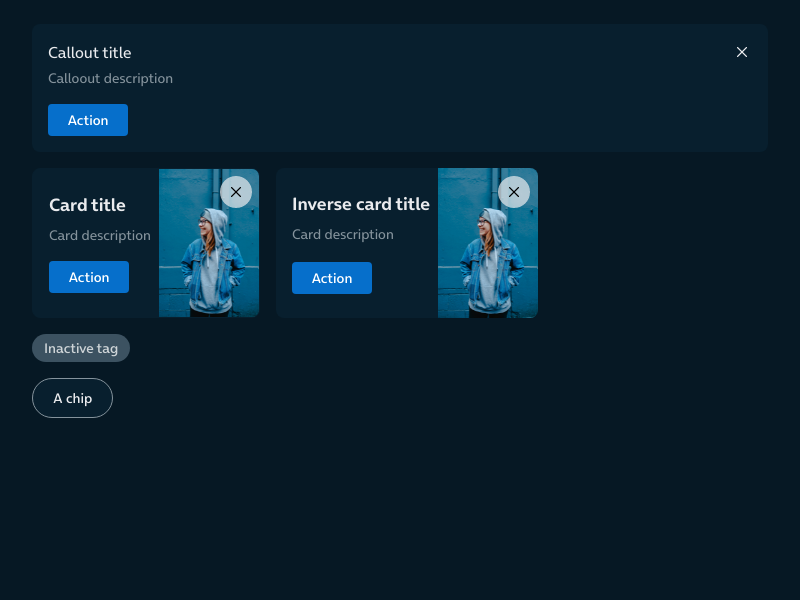 Callout title
Calloout description
Action
Card title
Card description
Action
Inverse card title
Card description
Action
Inactive tag
A chip